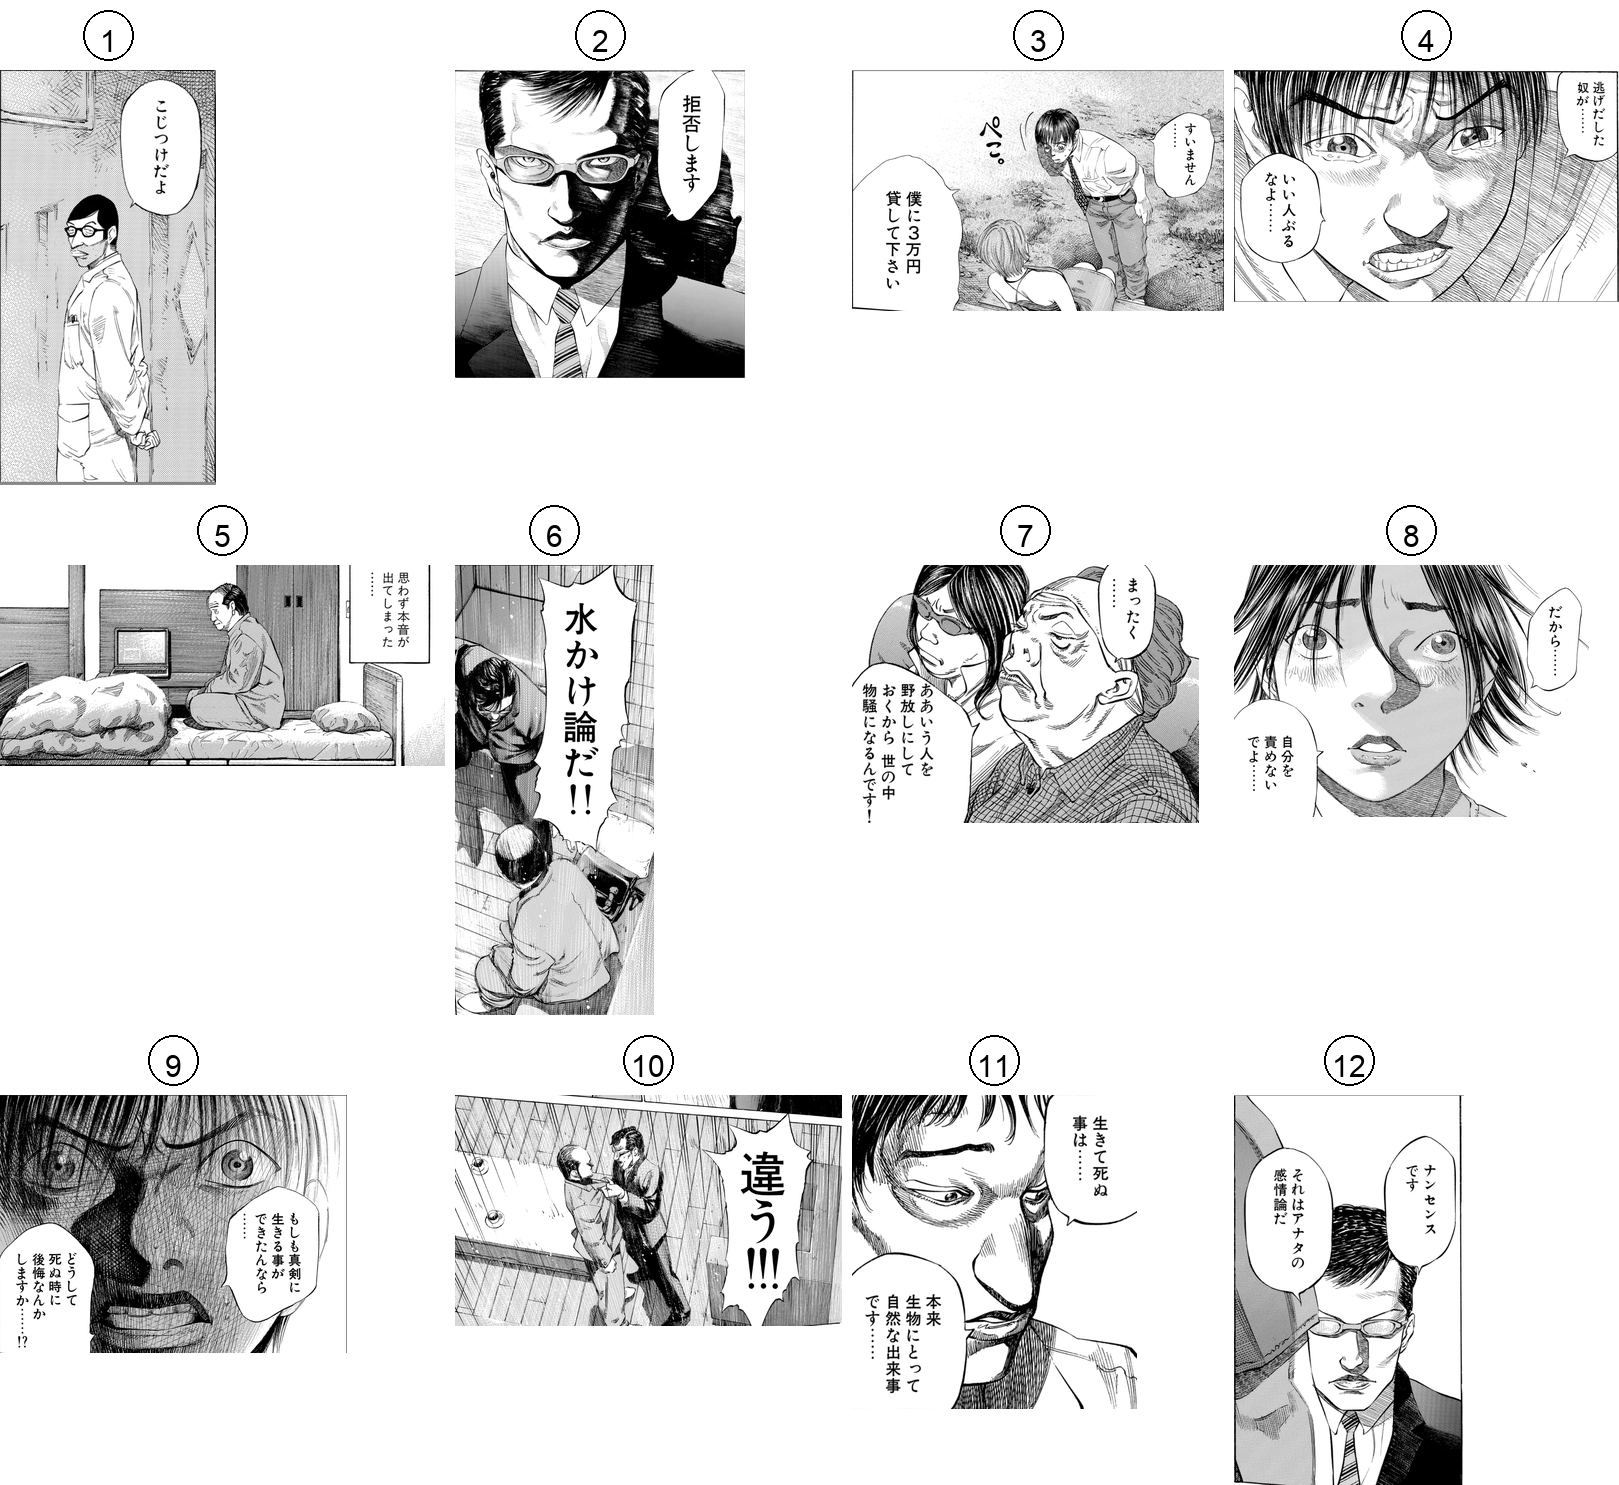 1
こじつけだよ
2
拒否します
3
すいません
……
ぺこ。
僕に3万円
貸して下さい
4
逃げだした
奴が……
いい人ぶる
なよ……
5
思わず本音が
出てしまった
……
6
水かけ論だ!!
7
まったく
……
ああいう人を
野放しにして
おくから 世の中
物騒になるんです!
8
だから……
自分を
責めない
でよ……
9
もしも真剣に
生きる事が
できたんなら
……
どうして
死ぬ時に
後悔なんか
しますか……!?
10
違う!!!
11
生きて死ぬ
事は……
本来
生物にとって
自然な出来事
です……
12
ナンセンス
です
それはアナタの
感情論だ